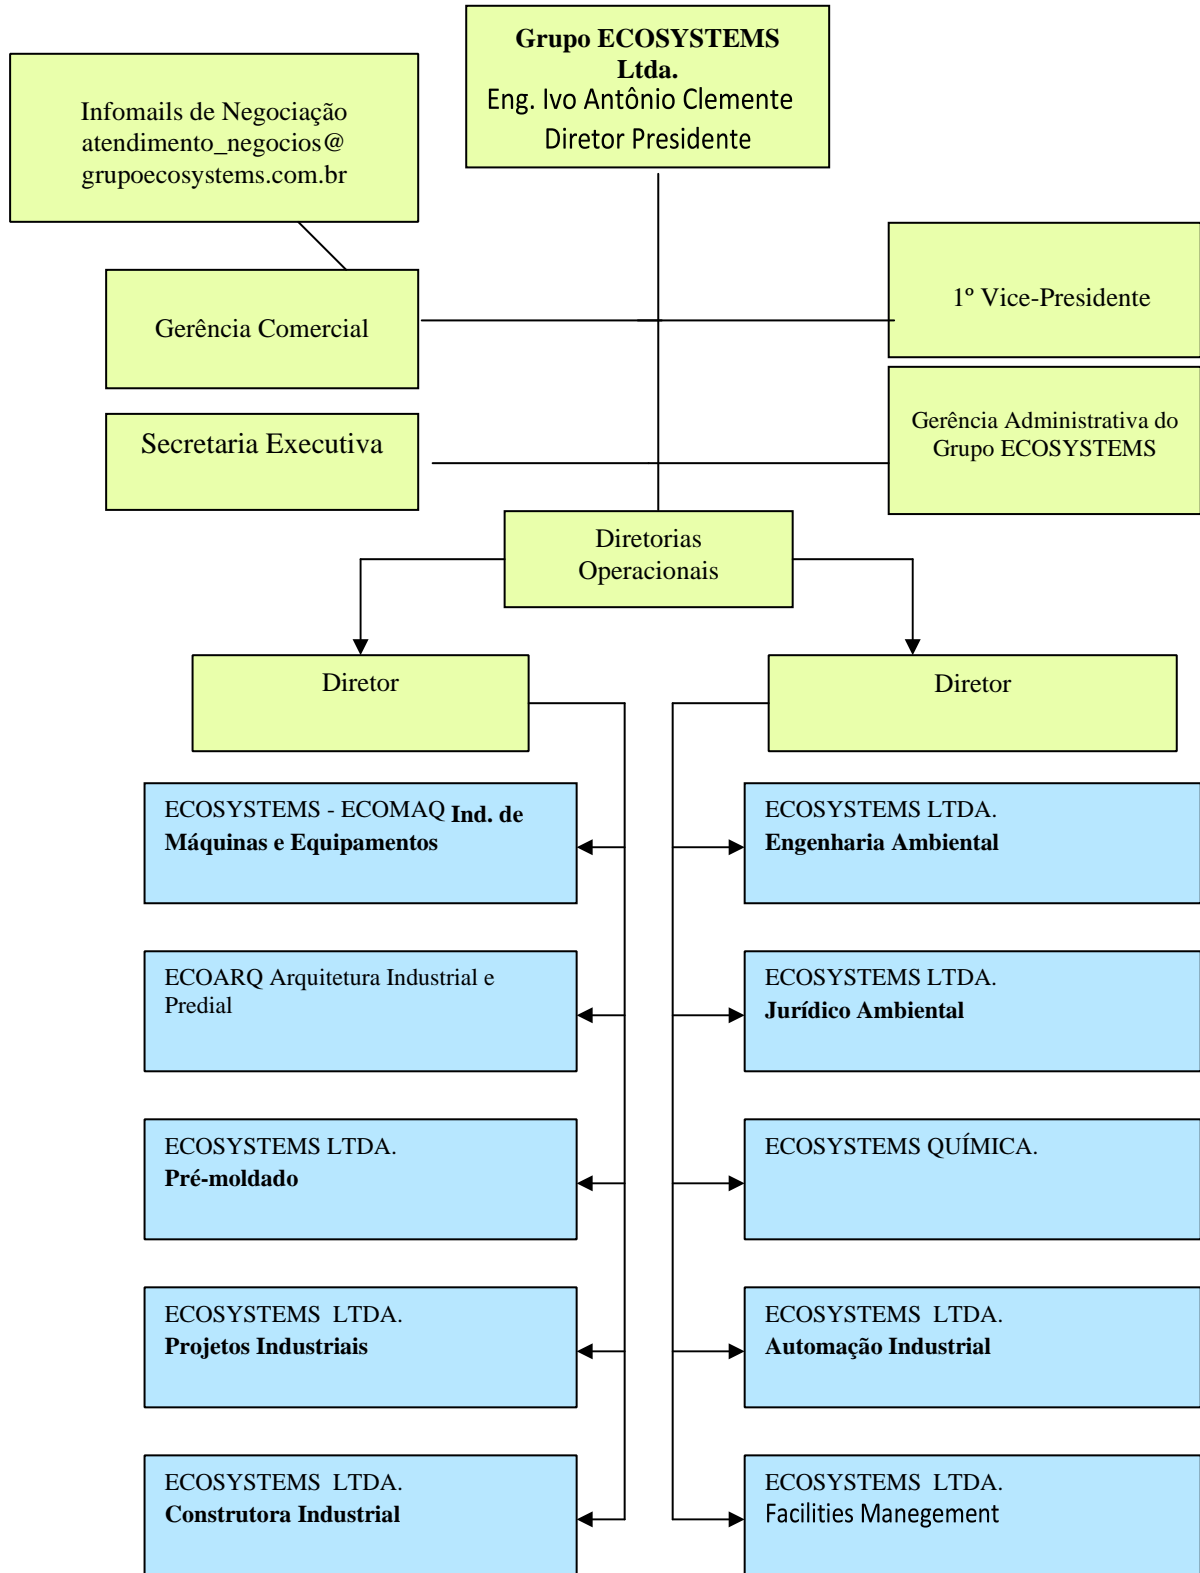 Grupo ECOSYSTEMS
Ltda.
Eng. Ivo Antônio Clemente
Diretor Presidente
Infomails de Negociação
atendimento_negocios@
grupoecosystems.com.br
1º Vice-Presidente
Gerência Comercial
Gerência Administrativa do
Grupo ECOSYSTEMS
Secretaria Executiva
Diretorias
Operacionais
Diretor
Diretor
ECOSYSTEMS - ECOMAQ Ind. de
Máquinas e Equipamentos
ECOSYSTEMS LTDA.
Engenharia Ambiental
ECOARQ Arquitetura Industrial e
Predial
ECOSYSTEMS LTDA.
Jurídico Ambiental
ECOSYSTEMS LTDA.
Pré-moldado
ECOSYSTEMS QUÍMICA.
ECOSYSTEMS LTDA.
Projetos Industriais
ECOSYSTEMS LTDA.
Automação Industrial
ECOSYSTEMS LTDA.
Construtora Industrial
ECOSYSTEMS LTDA.
Facilities Manegement